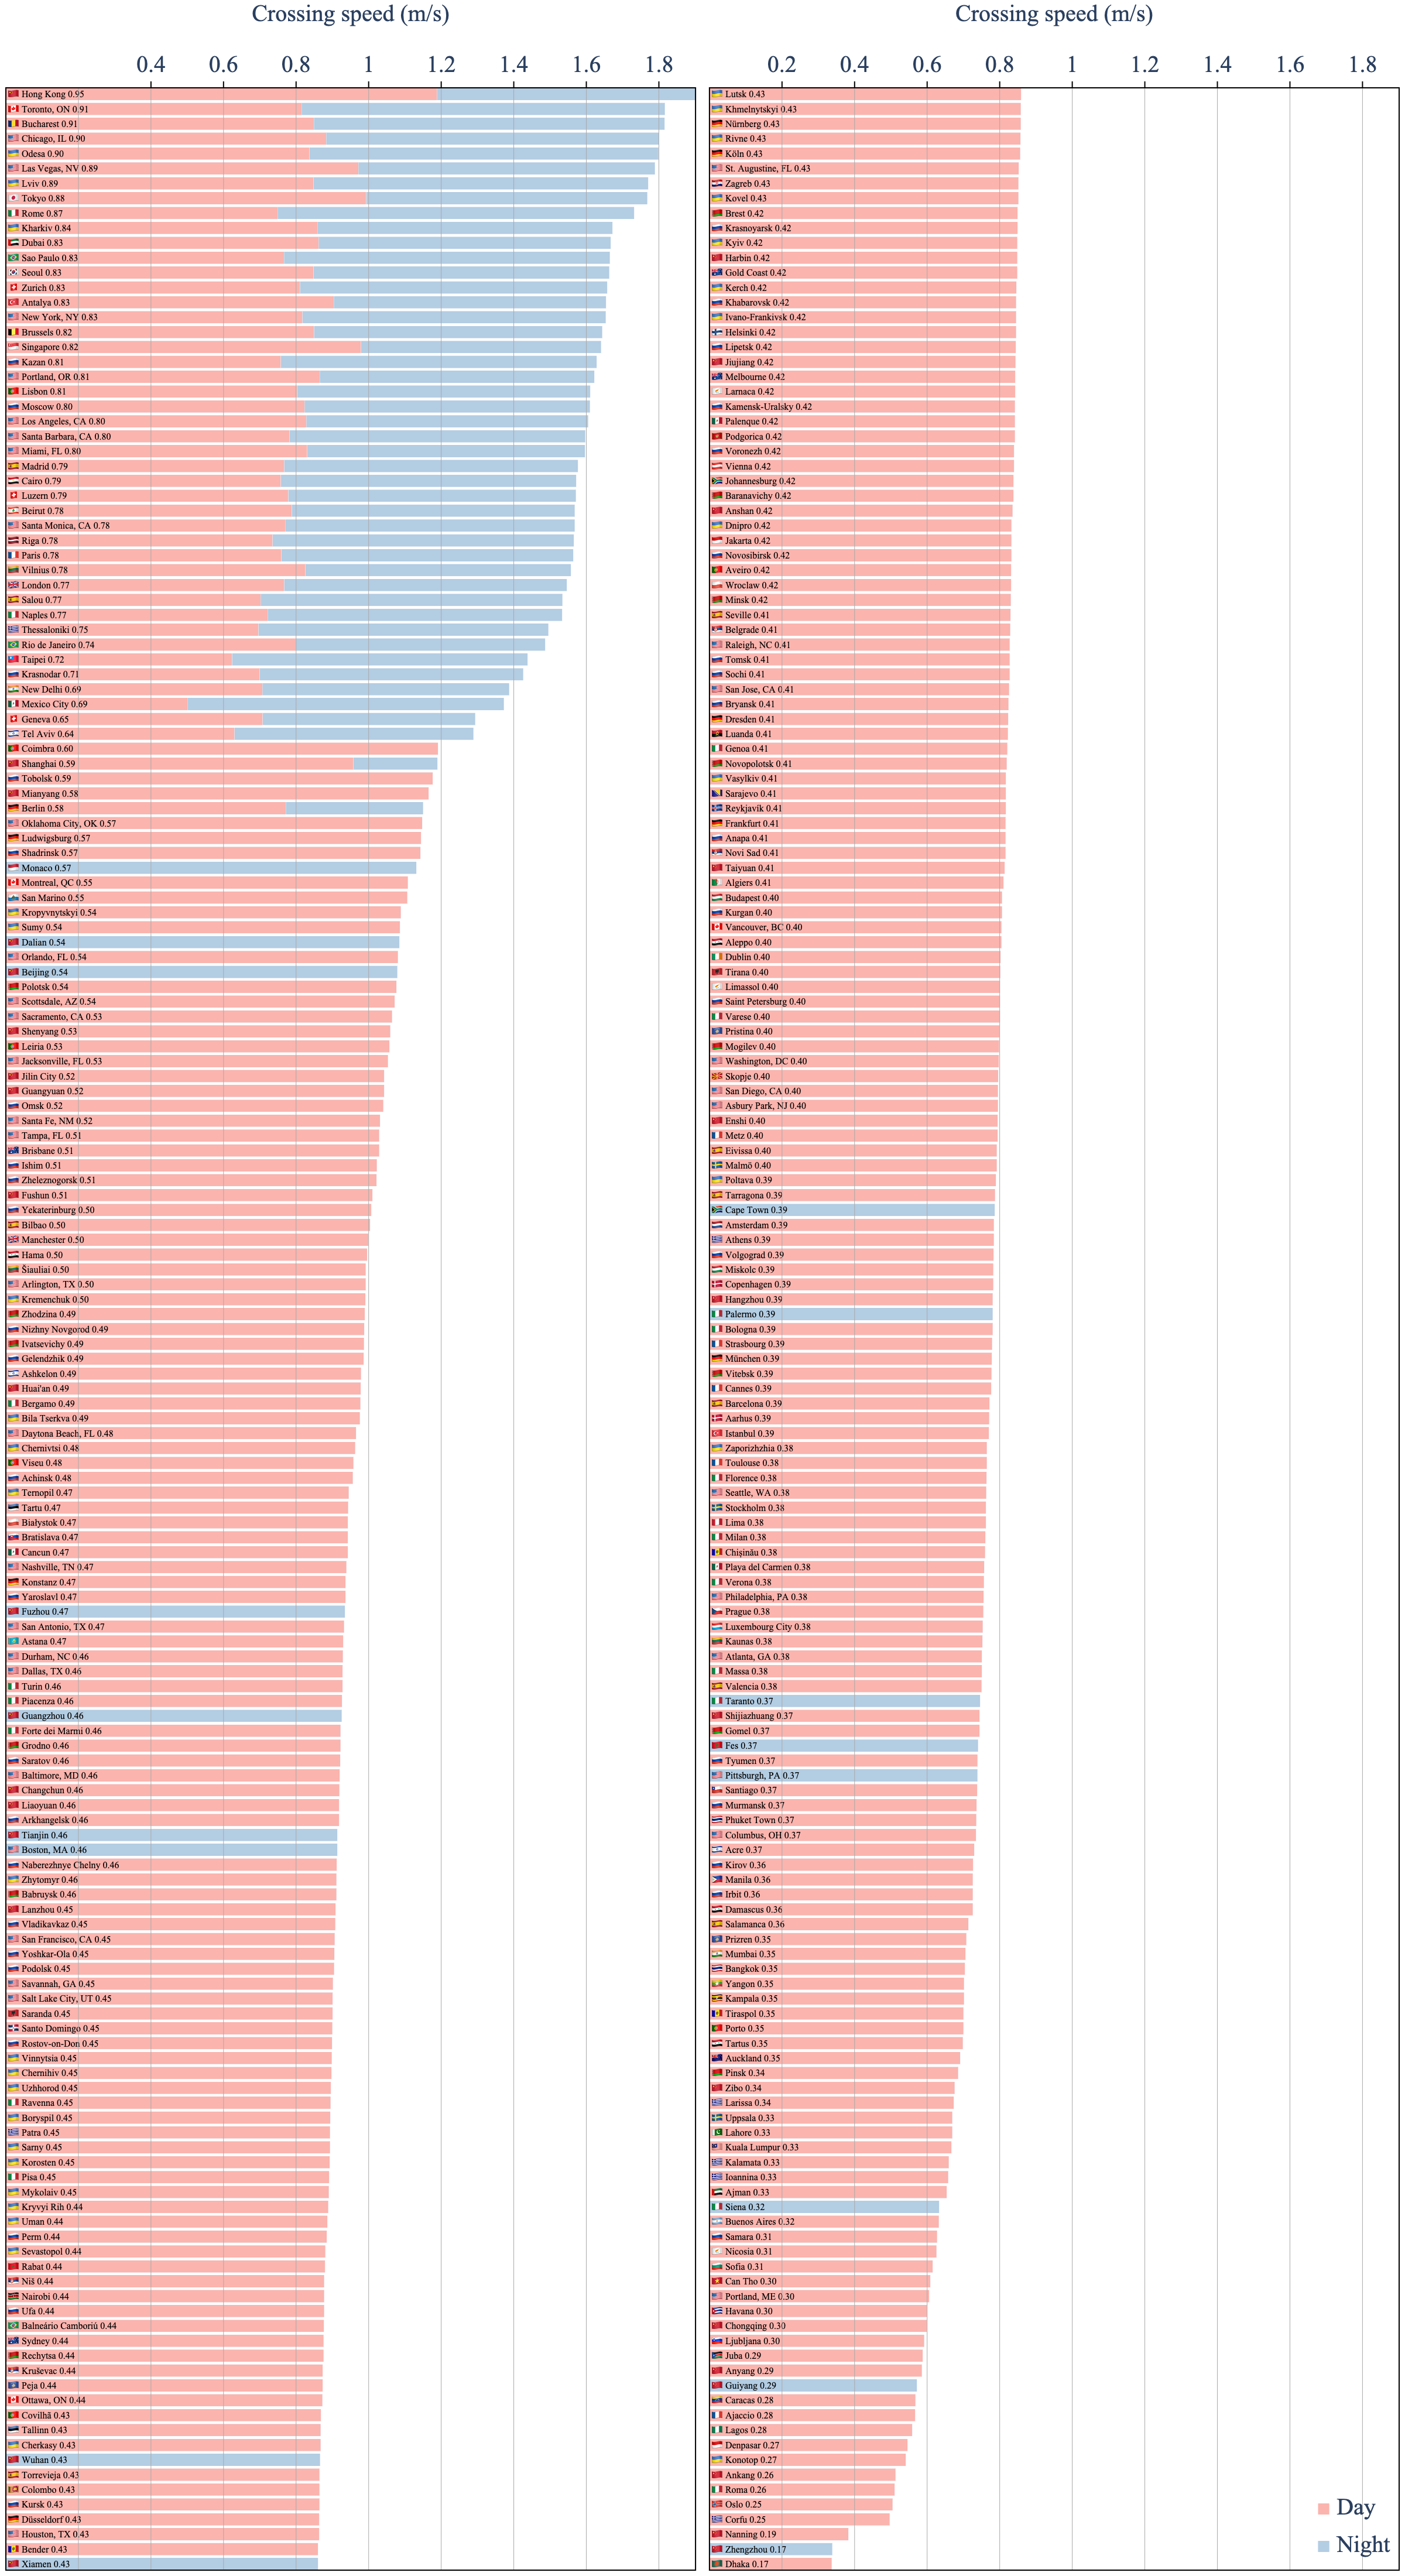 Crossing speed (m/s)
0.4 0.6 0.8 1 1.2 1.4 1.6 1.8
Hong Kong 0.95
Toronto, ON 0.91
Bucharest 0.91
Chicago, IL 0.90
Odesa 0.90
Las Vegas, NV 0.89
Lviv 0.89
Tokyo 0.88
Rome 0.87
Kharkiv 0.84
Dubai 0.83
Sao Paulo 0.83
Seoul 0.83
Zurich 0.83
Antalya 0.83
New York, NY 0.83
Brussels 0.82
Singapore 0.82
Kazan 0.81
Portland, OR 0.81
Lisbon 0.81
Moscow 0.80
Los Angeles, CA 0.80
Santa Barbara, CA 0.80
Miami, FL 0.80
Madrid 0.79
Cairo 0.79
Luzern 0.79
Beirut 0.78
Santa Monica, CA 0.78
Riga 0.78
Paris 0.78
Vilnius 0.78
London 0.77
Salou 0.77
Naples 0.77
Thessaloniki 0.75
Rio de Janeiro 0.74
Taipei 0.72
Krasnodar 0.71
New Delhi 0.69
Mexico City 0.69
Geneva 0.65
Tel Aviv 0.64
Coimbra 0.60
Shanghai 0.59
Tobolsk 0.59
Mianyang 0.58
Berlin 0.58
Oklahoma City, OK 0.57
Ludwigsburg 0.57
Shadrinsk 0.57
Monaco 0.57
Montreal, QC 0.55
San Marino 0.55
Kropyvnytskyi 0.54
Sumy 0.54
Dalian 0.54
Orlando, FL 0.54
Beijing 0.54
Polotsk 0.54
Scottsdale, AZ 0.54
Sacramento, CA 0.53
Shenyang 0.53
Leiria 0.53
Jacksonville, FL 0.53
Jilin City 0.52
Guangyuan 0.52
Omsk 0.52
Santa Fe, NM 0.52
Tampa, FL 0.51
Brisbane 0.51
Ishim 0.51
Zheleznogorsk 0.51
Fushun 0.51
Yekaterinburg 0.50
Bilbao 0.50
Manchester 0.50
Hama 0.50
Šiauliai 0.50
Arlington, TX 0.50
Kremenchuk 0.50
Zhodzina 0.49
Nizhny Novgorod 0.49
Ivatsevichy 0.49
Gelendzhik 0.49
Ashkelon 0.49
Huai'an 0.49
Bergamo 0.49
Bila Tserkva 0.49
Daytona Beach, FL 0.48
Chernivtsi 0.48
Viseu 0.48
Achinsk 0.48
Ternopil 0.47
Tartu 0.47
Białystok 0.47
Bratislava 0.47
Cancun 0.47
Nashville, TN 0.47
Konstanz 0.47
Yaroslavl 0.47
Fuzhou 0.47
San Antonio, TX 0.47
Astana 0.47
Durham, NC 0.46
Dallas, TX 0.46
Turin 0.46
Piacenza 0.46
Guangzhou 0.46
Forte dei Marmi 0.46
Grodno 0.46
Saratov 0.46
Baltimore, MD 0.46
Changchun 0.46
Liaoyuan 0.46
Arkhangelsk 0.46
Tianjin 0.46
Boston, MA 0.46
Naberezhnye Chelny 0.46
Zhytomyr 0.46
Babruysk 0.46
Lanzhou 0.45
Vladikavkaz 0.45
San Francisco, CA 0.45
Yoshkar-Ola 0.45
Podolsk 0.45
Savannah, GA 0.45
Salt Lake City, UT 0.45
Saranda 0.45
Santo Domingo 0.45
Rostov-on-Don 0.45
Vinnytsia 0.45
Chernihiv 0.45
Uzhhorod 0.45
Ravenna 0.45
Boryspil 0.45
Patra 0.45
Sarny 0.45
Korosten 0.45
Pisa 0.45
Mykolaiv 0.45
Kryvyi Rih 0.44
Uman 0.44
Perm 0.44
Sevastopol 0.44
Rabat 0.44
Niš 0.44
Nairobi 0.44
Ufa 0.44
Balneário Camboriú 0.44
Sydney 0.44
Rechytsa 0.44
Kruševac 0.44
Peja 0.44
Ottawa, ON 0.44
Covilhã 0.43
Tallinn 0.43
Cherkasy 0.43
Wuhan 0.43
Torrevieja 0.43
Colombo 0.43
Kursk 0.43
Düsseldorf 0.43
Houston, TX 0.43
Bender 0.43
Xiamen 0.43
Crossing speed (m/s)
0.2 0.4 0.6 0.8 1 1.2 1.4 1.6 1.8
Lutsk 0.43
Khmelnytskyi 0.43
Nürnberg 0.43
Rivne 0.43
Köln 0.43
St. Augustine, FL 0.43
Zagreb 0.43
Kovel 0.43
Brest 0.42
Krasnoyarsk 0.42
Kyiv 0.42
Harbin 0.42
Gold Coast 0.42
Kerch 0.42
Khabarovsk 0.42
Ivano-Frankivsk 0.42
Helsinki 0.42
Lipetsk 0.42
Jiujiang 0.42
Melbourne 0.42
Larnaca 0.42
Kamensk-Uralsky 0.42
Palenque 0.42
Podgorica 0.42
Voronezh 0.42
Vienna 0.42
Johannesburg 0.42
Baranavichy 0.42
Anshan 0.42
Dnipro 0.42
Jakarta 0.42
Novosibirsk 0.42
Aveiro 0.42
Wroclaw 0.42
Minsk 0.42
Seville 0.41
Belgrade 0.41
Raleigh, NC 0.41
Tomsk 0.41
Sochi 0.41
San Jose, CA 0.41
Bryansk 0.41
Dresden 0.41
Luanda 0.41
Genoa 0.41
Novopolotsk 0.41
Vasylkiv 0.41
Sarajevo 0.41
Reykjavík 0.41
Frankfurt 0.41
Anapa 0.41
Novi Sad 0.41
Taiyuan 0.41
Algiers 0.41
Budapest 0.40
Kurgan 0.40
Vancouver, BC 0.40
Aleppo 0.40
Dublin 0.40
Tirana 0.40
Limassol 0.40
Saint Petersburg 0.40
Varese 0.40
Pristina 0.40
Mogilev 0.40
Washington, DC 0.40
Skopje 0.40
San Diego, CA 0.40
Asbury Park, NJ 0.40
Enshi 0.40
Metz 0.40
Eivissa 0.40
Malmö 0.40
Poltava 0.39
Tarragona 0.39
Cape Town 0.39
Amsterdam 0.39
Athens 0.39
Volgograd 0.39
Miskolc 0.39
Copenhagen 0.39
Hangzhou 0.39
Palermo 0.39
Bologna 0.39
Strasbourg 0.39
München 0.39
Vitebsk 0.39
Cannes 0.39
Barcelona 0.39
Aarhus 0.39
Istanbul 0.39
Zaporizhzhia 0.38
Toulouse 0.38
Florence 0.38
Seattle, WA 0.38
Stockholm 0.38
Lima 0.38
Milan 0.38
Chișinău 0.38
Playa del Carmen 0.38
Verona 0.38
Philadelphia, PA 0.38
Prague 0.38
Luxembourg City 0.38
Kaunas 0.38
Atlanta, GA 0.38
Massa 0.38
Valencia 0.38
Taranto 0.37
Shijiazhuang 0.37
Gomel 0.37
Fes 0.37
Tyumen 0.37
Pittsburgh, PA 0.37
Santiago 0.37
Murmansk 0.37
Phuket Town 0.37
Columbus, OH 0.37
Acre 0.37
Kirov 0.36
Manila 0.36
Irbit 0.36
Damascus 0.36
Salamanca 0.36
Prizren 0.35
Mumbai 0.35
Bangkok 0.35
Yangon 0.35
Kampala 0.35
Tiraspol 0.35
Porto 0.35
Tartus 0.35
Auckland 0.35
Pinsk 0.34
Zibo 0.34
Larissa 0.34
Uppsala 0.33
Lahore 0.33
Kuala Lumpur 0.33
Kalamata 0.33
Ioannina 0.33
Ajman 0.33
Siena 0.32
Buenos Aires 0.32
Samara 0.31
Nicosia 0.31
Sofia 0.31
Can Tho 0.30
Portland, ME 0.30
Havana 0.30
Chongqing 0.30
Ljubljana 0.30
Juba 0.29
Anyang 0.29
Guiyang 0.29
Caracas 0.28
Ajaccio 0.28
Lagos 0.28
Denpasar 0.27
Konotop 0.27
Ankang 0.26
Roma 0.26
Oslo 0.25
Corfu 0.25
Nanning 0.19
Zhengzhou 0.17
Dhaka 0.17
Day
Night